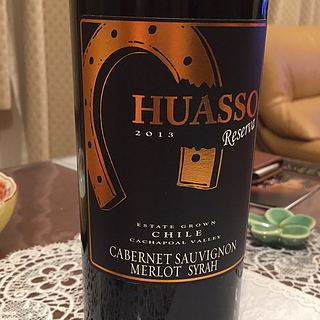 HUASSO
2013
Reserva
ESTATE GROWN
CHILE
CACHAPOAL VALLEY
CABERNET SAUVIGNON
MERLOT SYRAH